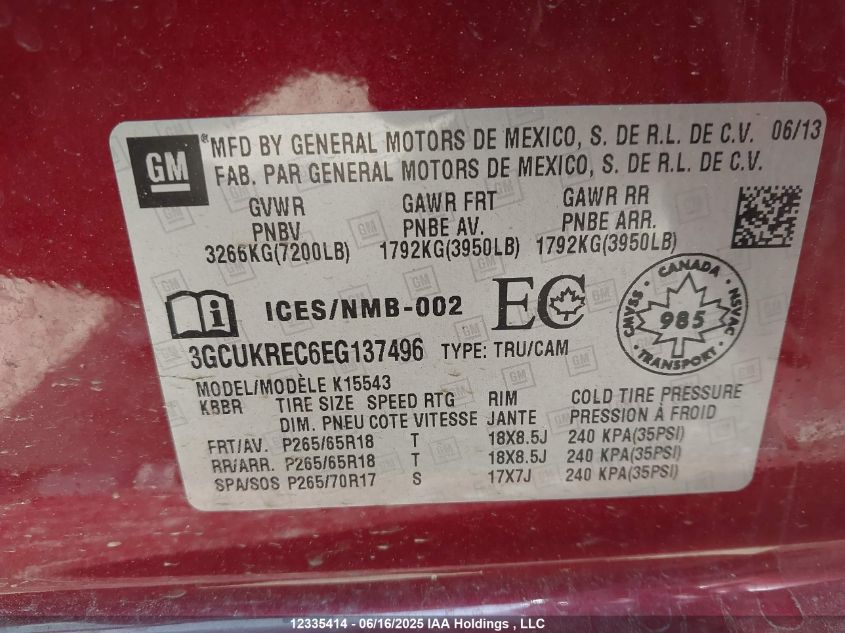 GM ® MFD BY GENERAL MOTORS DE MEXICO, S. DE R.L. DE C.V. 06/13
FAB. PAR GENERAL MOTORS DE MEXICO, S. DE R.L. DE C.V.
GVWR GAWR FRT GAWR RR
PNBV PNBE AV. PNBE ARR.
3266KG(7200LB) 1792KG(3950LB) 1792KG(3950LB)
i ICES/NMB-002 EC
CANADA
CMVSS 985 NSVAC
TRANSPORT
3GCUKREC6EG137496 TYPE: TRU/CAM
MODEL/MODÈLE K15543
KBBR TIRE SIZE SPEED RTG RIM COLD TIRE PRESSURE
DIM. PNEU COTE VITESSE JANTE PRESSION À FROID
FRT/AV. P265/65R18 T 18X8.5J 240 KPA(35PSI)
RR/ARR. P265/65R18 T 18X8.5J 240 KPA(35PSI)
SPA/SOS P265/70R17 S 17X7J 240 KPA(35PSI)
12335414 - 06/16/2025 IAA Holdings, LLC